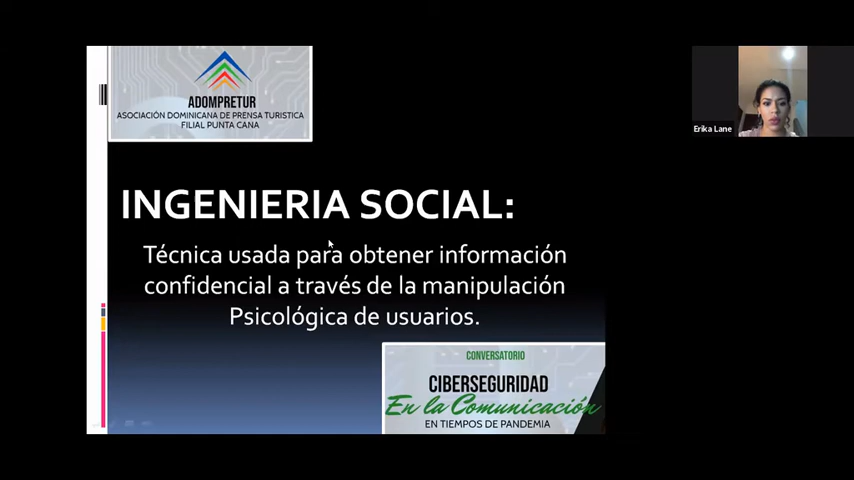 ADOMPRETUR
ASOCIACIÓN DOMINICANA DE PRENSA TURISTICA
FILIAL PUNTA CANA
INGENIERIA SOCIAL:
Técnica usada para obtener información
confidencial a través de la manipulación
Psicológica de usuarios.
CONVERSATORIO
CIBERSEGURIDAD
En la Comunicación
EN TIEMPOS DE PANDEMIA
Erika Lane